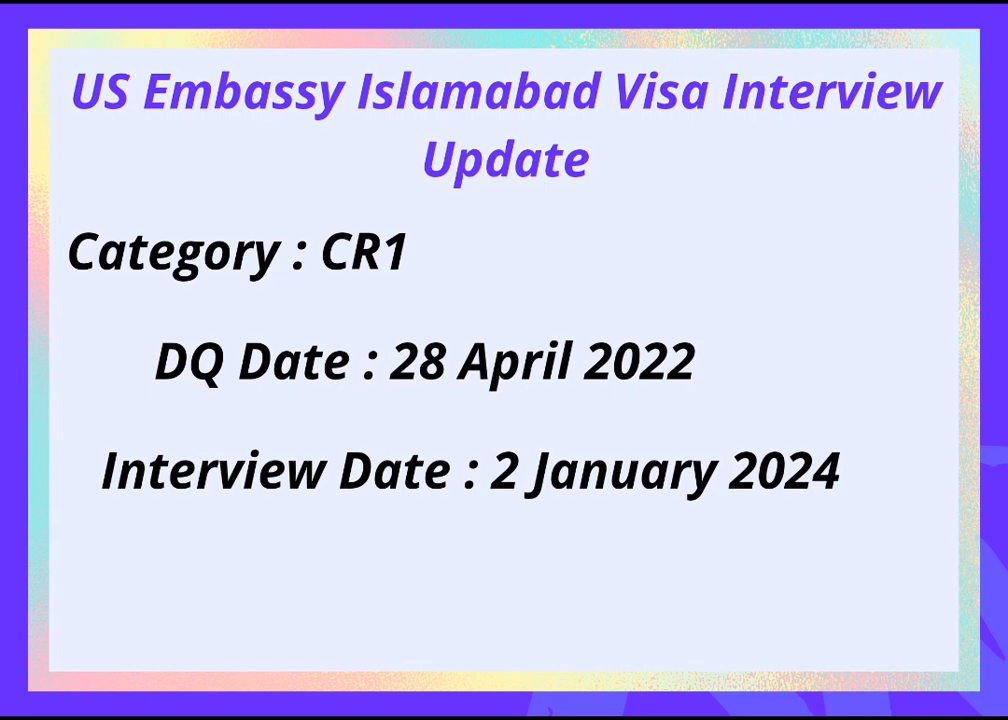 US Embassy Islamabad Visa Interview
Update
Category : CR1
DQ Date : 28 April 2022
Interview Date : 2 January 2024